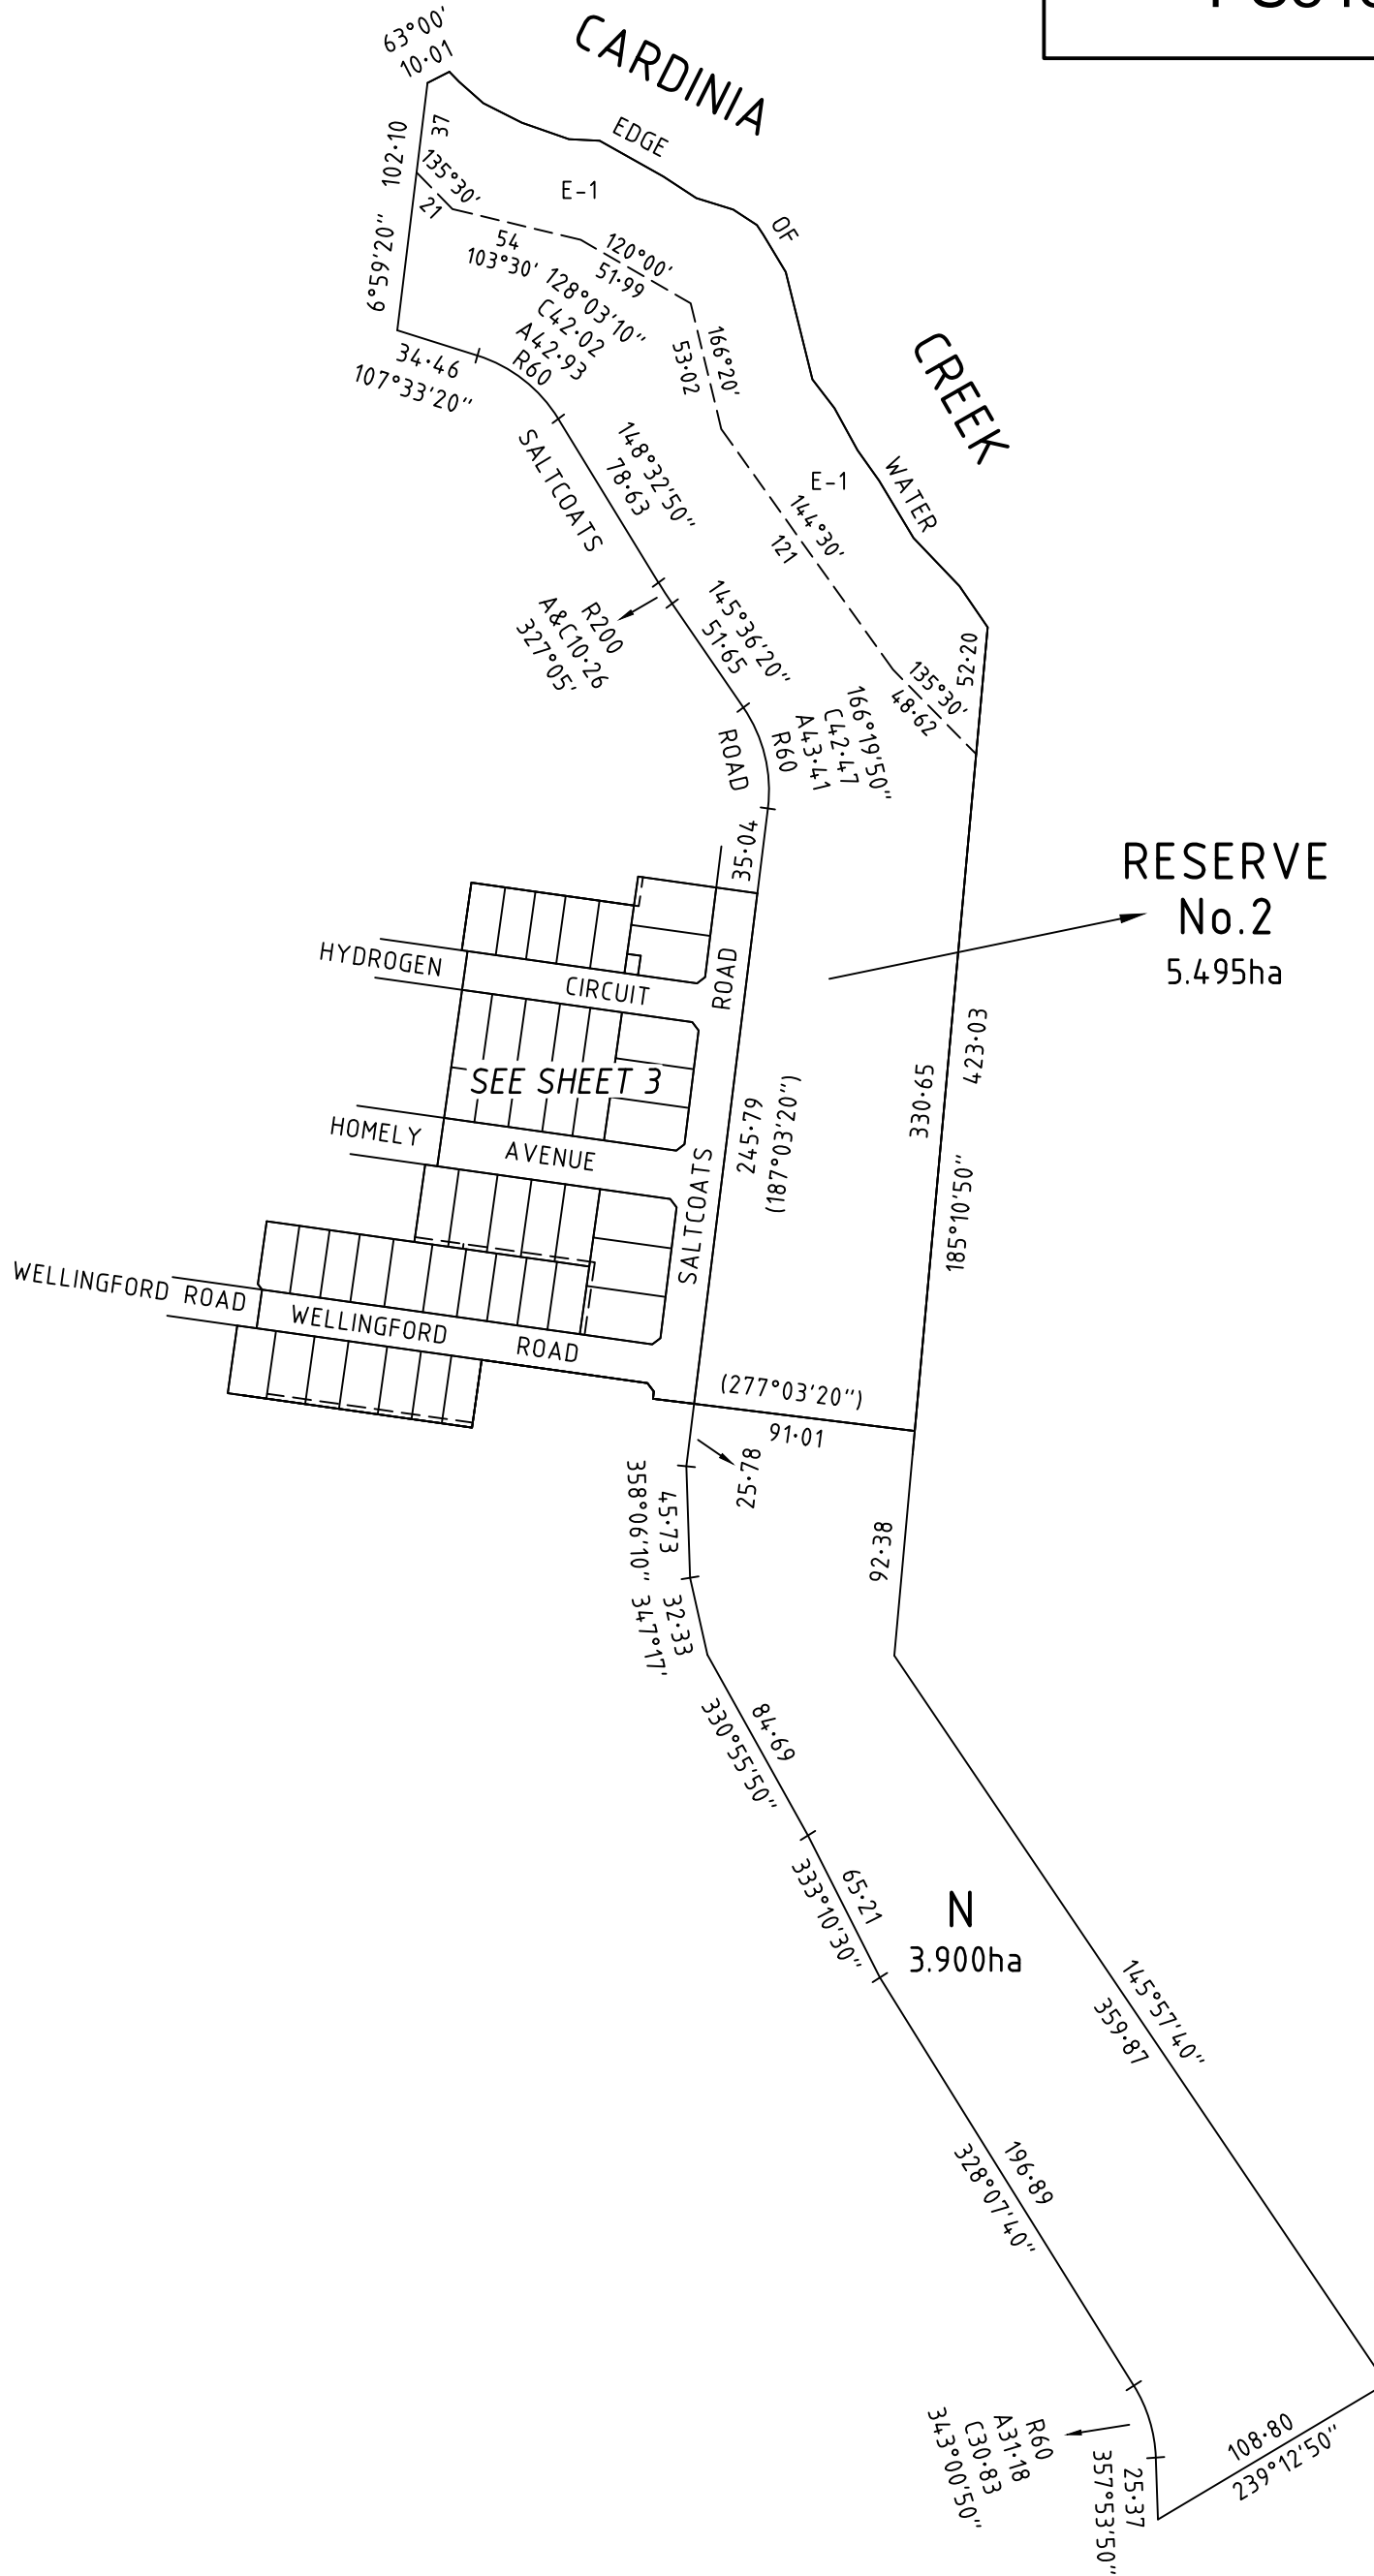 63°00'
10·01
CARDINIA
EDGE
OF
WATER
CREEK
102·10
37
6°59'20"
135°30'
21
E-1
54
103°30'
120°00'
51·99
128°03'10"
C42·02
A42·93
R60
34·46
107°33'20"
166°20'
53·02
SALTCOATS
148°32'50"
78·63
E-1
144°30'
121
R200
A&C10·26
327°05'
145°36'20"
51·65
135°30'
48·62
52·20
166°19'50"
C42·47
A43·41
R60
ROAD
35·04
RESERVE
No.2
5.495ha
HYDROGEN
CIRCUIT
ROAD
SEE SHEET 3
423·03
330·65
185°10'50"
245·79
(187°03'20")
HOMELY
AVENUE
SALTCOATS
WELLINGFORD ROAD
WELLINGFORD
ROAD
(277°03'20")
91·01
25·78
45·73
358°06'10"
92·38
32·33
347°17'
84·69
330°55'50"
65·21
333°10'30"
N
3.900ha
145°57'40"
359·87
196·89
328°07'40"
R60
A31·18
C30·83
343°00'50"
25·37
357°53'50"
108·80
239°12'50"